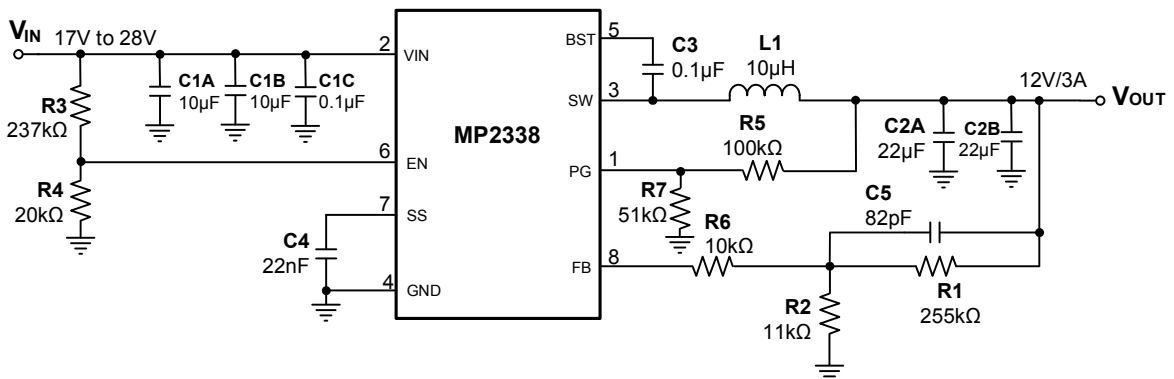 VIN 17V to 28V
R3
237kΩ
R4
20kΩ
C1A
10µF
C1B
10µF
C1C
0.1µF
C4
22nF
2 VIN
6 EN
7 SS
4 GND
MP2338
BST 5
SW 3
PG 1
FB 8
C3
0.1µF
L1
10µH
R5
100kΩ
R7
51kΩ
R6
10kΩ
R2
11kΩ
C5
82pF
R1
255kΩ
C2A
22µF
C2B
22µF
12V/3A
VOUT